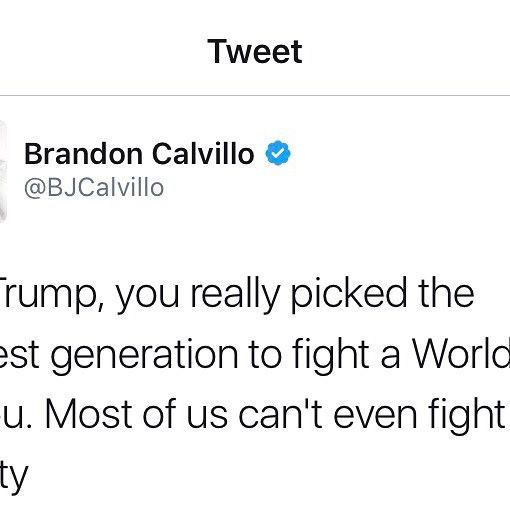 Tweet
Brandon Calvillo
@BJCalvillo
Trump, you really picked the
est generation to fight a World
u. Most of us can't even fight
ty